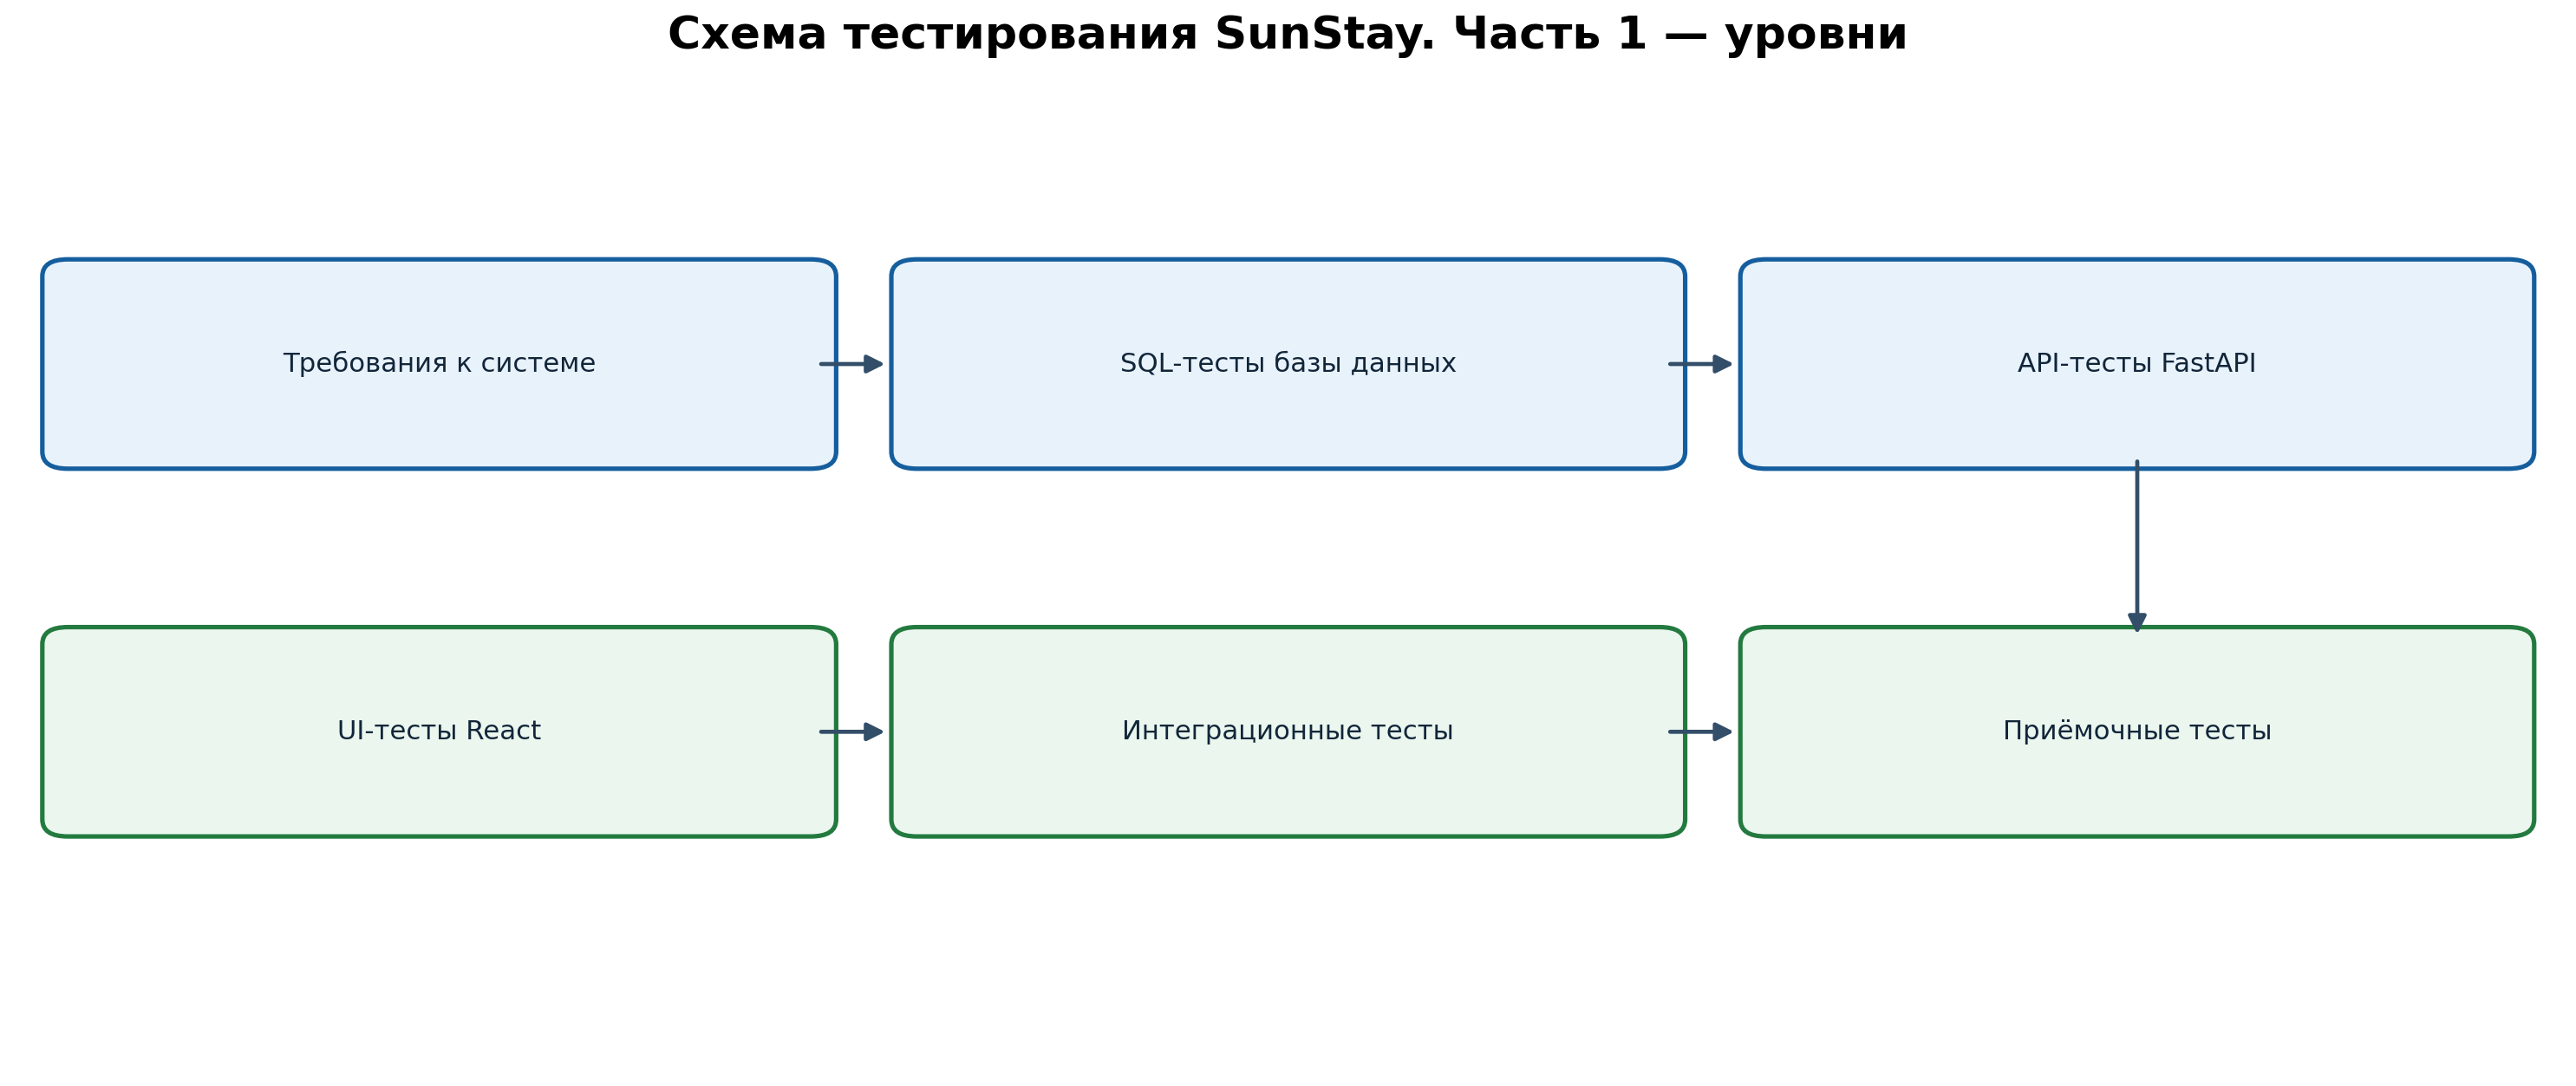 Схема тестирования SunStay. Часть 1 — уровни
Требования к системе
SQL-тесты базы данных
API-тесты FastAPI
UI-тесты React
Интеграционные тесты
Приёмочные тесты